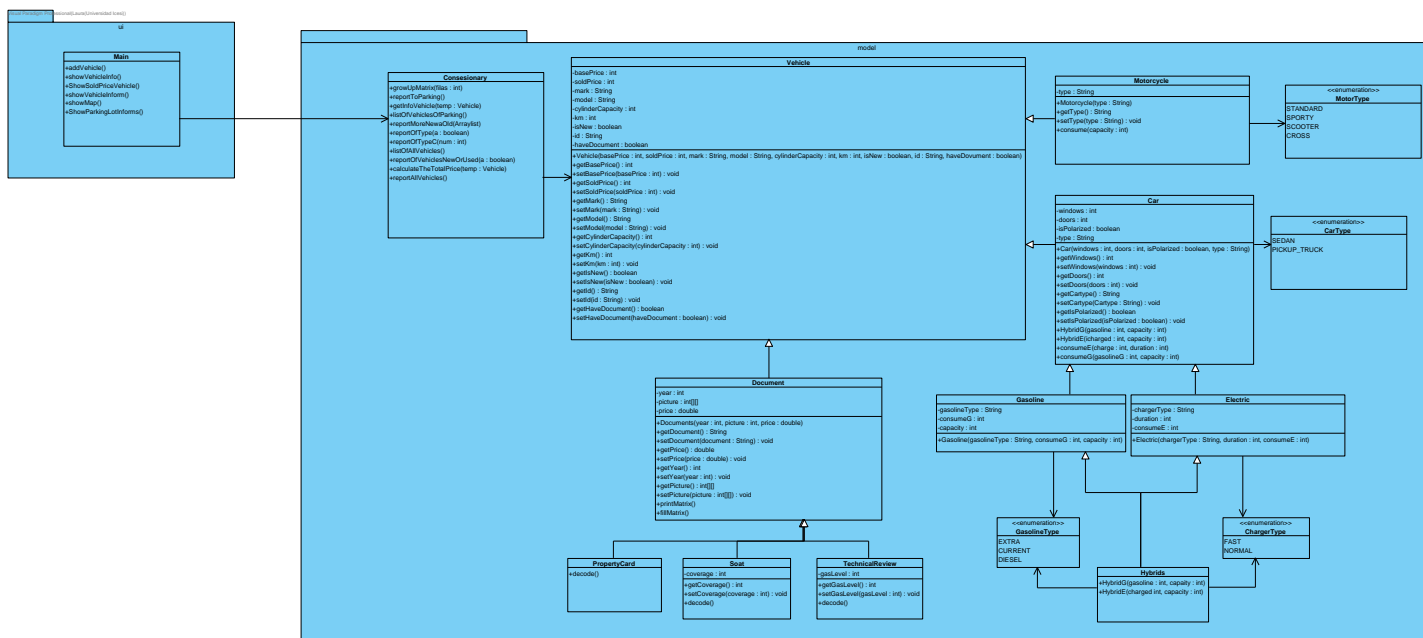 Visual Paradigm Professional(Laura(Universidad Icesi))
ui
Main
+addVehicle()
+showVehicleInfo()
+ShowSoldPriceVehicle()
+showVehicleInform()
+showMap()
+ShowParkingLotInforms()
model
Consesionary
+growUpMatrix(filas : int)
+reportToParking()
+getInfoVehicle(temp : Vehicle)
+listOfVehiclesOfParking()
+reportMoreNewaOld(Arraylist)
+reportOfType(a : boolean)
+reportOfTypeC(num : int)
+listOfAllVehicles()
+reportOfVehiclesNewOrUsed(a : boolean)
+calculateTheTotalPrice(temp : Vehicle)
+reportAllVehicles()
Vehicle
-basePrice : int
-soldPrice : int
-mark : String
-model : String
-cylinderCapacity : int
-km : int
-isNew : boolean
-id : String
-haveDocument : boolean
+Vehicle(basePrice : int, soldPrice : int, mark : String, model : String, cylinderCapacity : int, km : int, isNew : boolean, id : String, haveDovument : boolean)
+getBasePrice() : int
+setBasePrice(basePrice : int) : void
+getSoldPrice() : int
+setSoldPrice(soldPrice : int) : void
+getMark() : String
+setMark(mark : String) : void
+getModel() : String
+setModel(model : String) : void
+getCylinderCapacity() : int
+setCylinderCapacity(cylinderCapacity : int) : void
+getKm() : int
+setKm(km : int) : void
+getIsNew() : boolean
+setIsNew(isNew : boolean) : void
+getId() : String
+setId(id : String) : void
+getHaveDocument() : boolean
+setHaveDocument(haveDocument : boolean) : void
Motorcycle
-type : String
+Motorcycle(type : String)
+getType() : String
+setType(type : String) : void
+consume(capacity : int)
<<enumeration>>
MotorType
STANDARD
SPORTY
SCOOTER
CROSS
Car
-windows : int
-doors : int
-isPolarized : boolean
-type : String
+Car(windows : int, doors : int, isPolarized : boolean, type : String)
+getWindows() : int
+setWindows(windows : int) : void
+getDoors() : int
+setDoors(doors : int) : void
+getCartype() : String
+setCartype(Cartype : String) : void
+getIsPolarized() : boolean
+setIsPolarized(isPolarized : boolean) : void
+HybridG(gasoline : int, capacity : int)
+HybridE(icharged : int, capacity : int)
+consumeE(charge : int, duration : int)
+consumeG(gasolineG : int, capacity : int)
<<enumeration>>
CarType
SEDAN
PICKUP_TRUCK
Document
-year : int
-picture : int[][]
-price : double
+Documents(year : int, picture : int, price : double)
+getDocument() : String
+setDocument(document : String) : void
+getPrice() : double
+setPrice(price : double) : void
+getYear() : int
+setYear(year : int) : void
+getPicture() : int[][]
+setPicture(picture : int[][]) : void
+printMatrix()
+fillMatrix()
Gasoline
-gasolineType : String
-consumeG : int
-capacity : int
+Gasoline(gasolineType : String, consumeG : int, capacity : int)
Electric
-chargerType : String
-duration : int
-consumeE : int
+Electric(chargerType : String, duration : int, consumeE : int)
<<enumeration>>
GasolineType
EXTRA
CURRENT
DIESEL
<<enumeration>>
ChargerType
FAST
NORMAL
PropertyCard
+decode()
Soat
-coverage : int
+getCoverage() : int
+setCoverage(coverage : int) : void
+decode()
TechnicalReview
-gasLevel : int
+getGasLevel() : int
+setGasLevel(gasLevel : int) : void
+decode()
Hybrids
+HybridG(gasoline : int, capaity : int)
+HybridE(charged int, capacity : int)